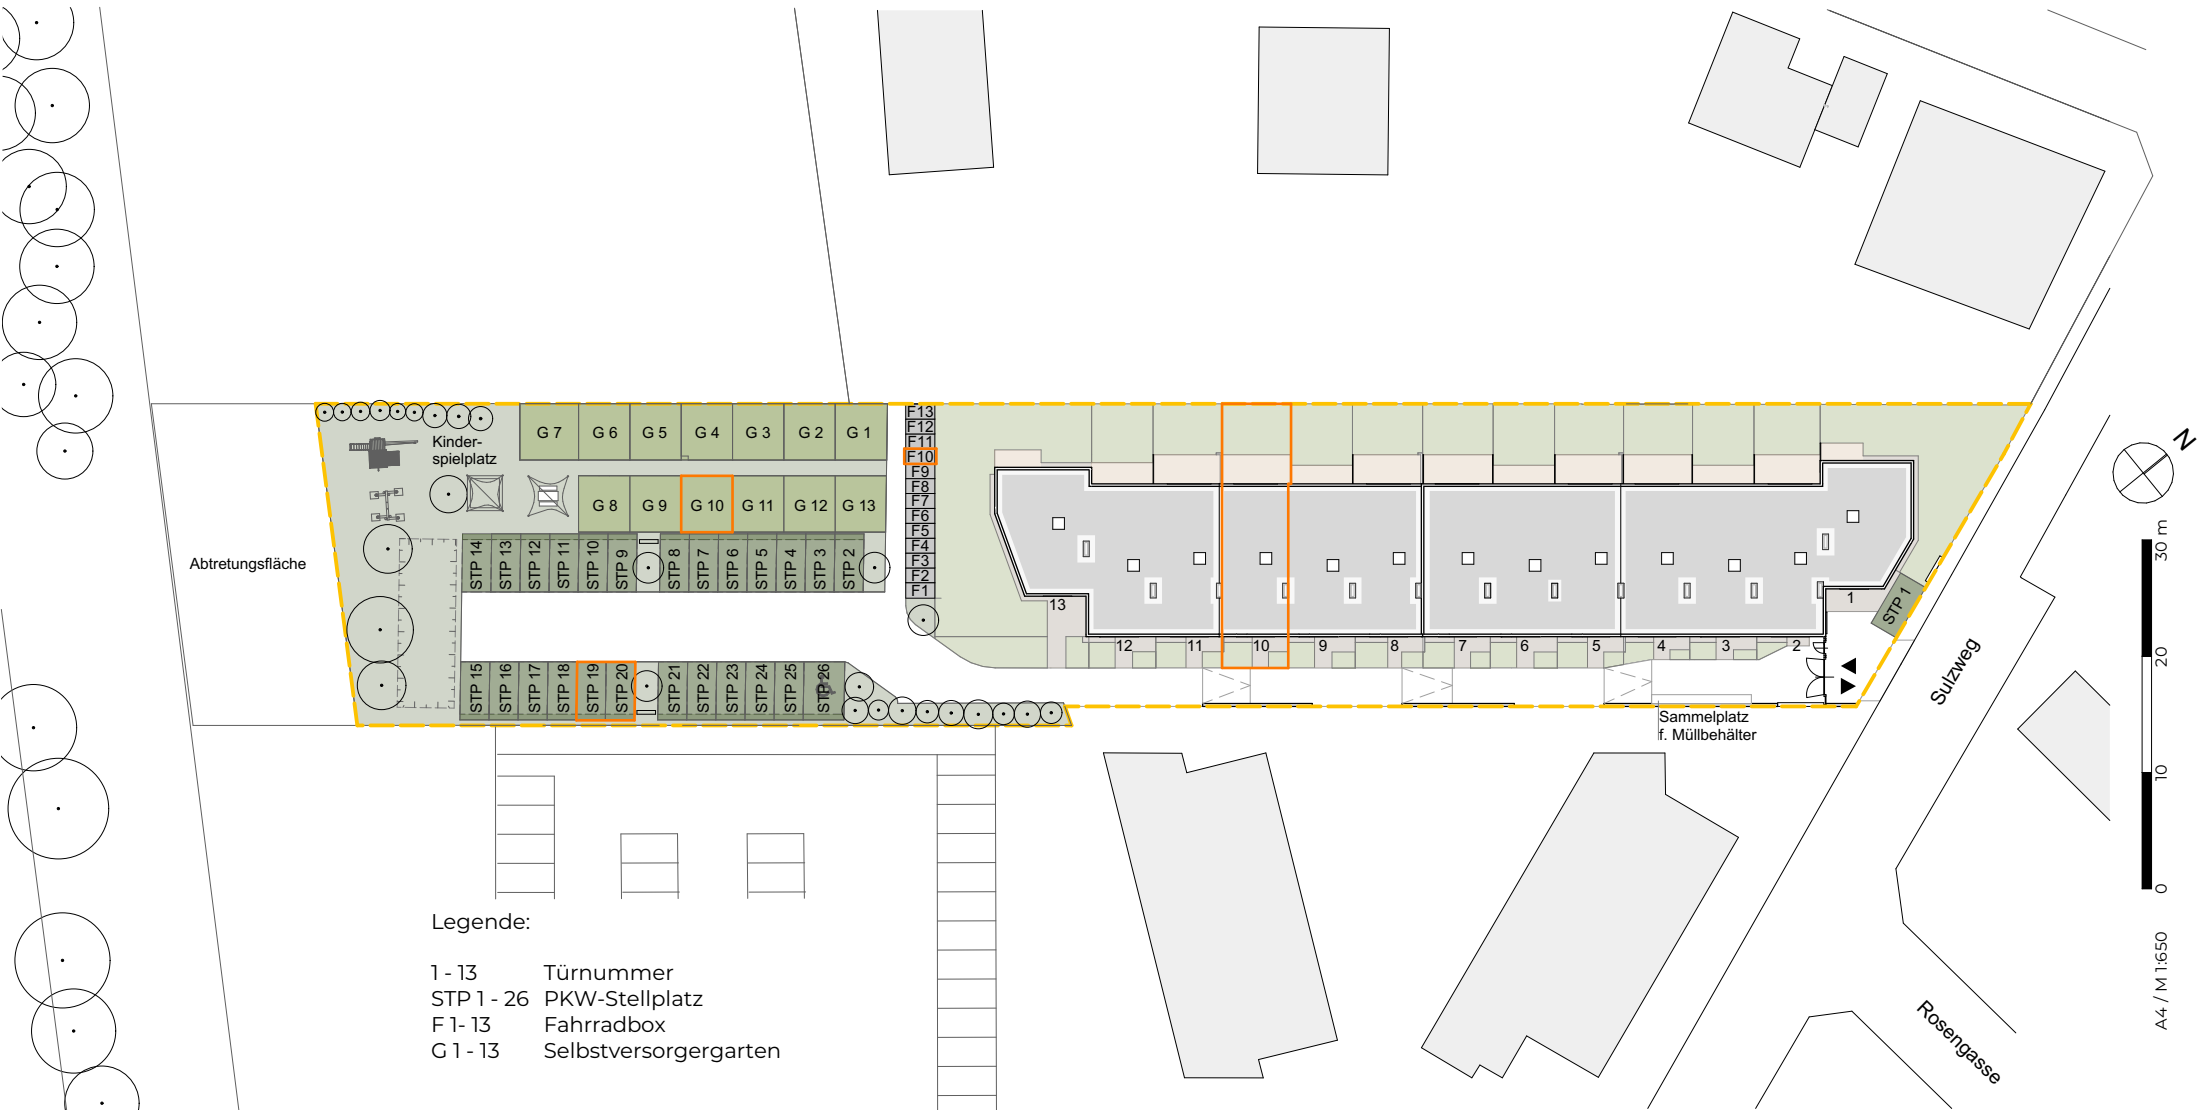 N
Kinder-
spielplatz
G 7
G 6
G 5
G 4
G 3
G 2
G 1
G 8
G 9
G 10
G 11
G 12
G 13
F13
F12
F11
F10
F9
F8
F7
F6
F5
F4
F3
F2
F1
Abtretungsfläche
STP 14
STP 13
STP 12
STP 11
STP 10
STP 9
STP 8
STP 7
STP 6
STP 5
STP 4
STP 3
STP 2
STP 15
STP 16
STP 17
STP 18
STP 19
STP 20
STP 21
STP 22
STP 23
STP 24
STP 25
STP 26
13
12
11
10
9
8
7
6
5
4
3
2
1
STP 1
Sammelplatz
f. Müllbehälter
Sulzweg
Rosengasse
30 m
20
10
0
A4 / M 1:650
Legende:
1 - 13 Türnummer
STP 1 - 26 PKW-Stellplatz
F 1- 13 Fahrradbox
G 1 - 13 Selbstversorgergarten